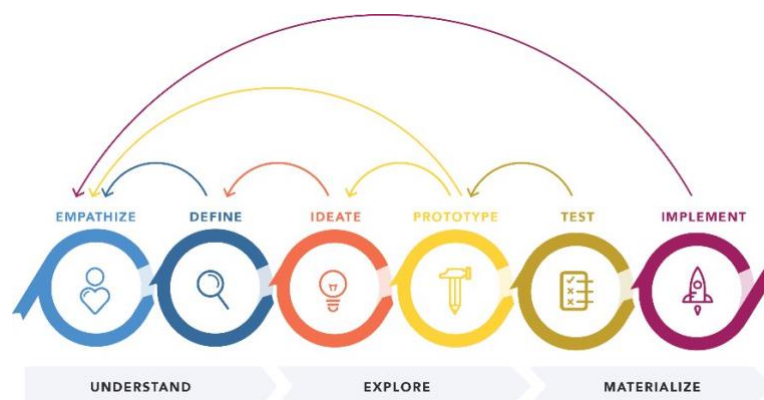 EMPATHIZE
DEFINE
IDEATE
PROTOTYPE
TEST
IMPLEMENT
UNDERSTAND
EXPLORE
MATERIALIZE